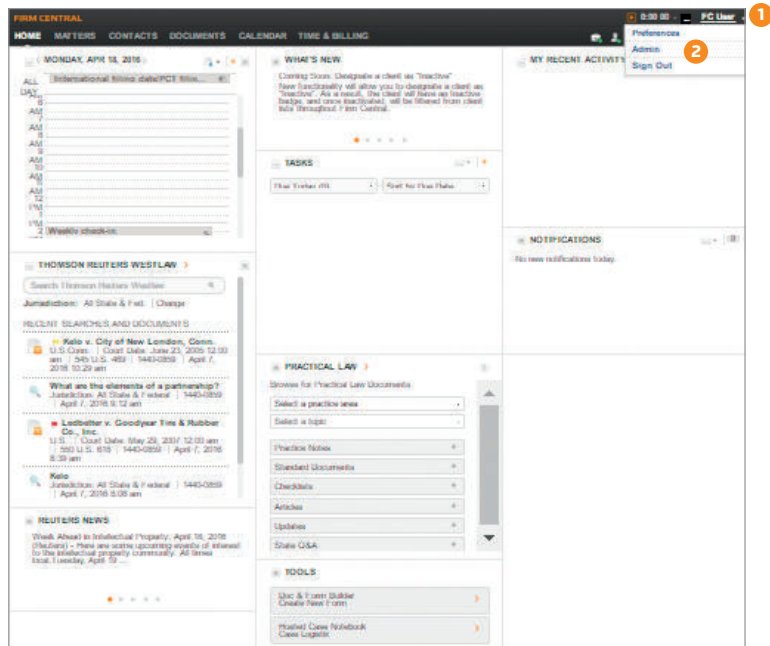 FIRM CENTRAL
0:00:00
FC User
1
HOME MATTERS CONTACTS DOCUMENTS CALENDAR TIME & BILLING
Preferences
Admin
2
Sign Out
MONDAY, APR 18, 2016
ALL DAY
International filing date/PCT filin...
AM
8
AM
9
AM
10
AM
11
AM
12
PM
1
PM
2 Weekly check-in
THOMSON REUTERS WESTLAW
Search Thomson Reuters Westlaw
Jurisdiction: All State & Fed. | Change
RECENT SEARCHES AND DOCUMENTS
Kelo v. City of New London, Conn.
U.S.Conn. | Court Date: June 23, 2005 12:00
am | 545 U.S. 469 | 1440-0859 | April 7,
2016 10:29 am
What are the elements of a partnership?
Jurisdiction: All State & Federal | 1440-0859
| April 7, 2016 9:12 am
Ledbetter v. Goodyear Tire & Rubber
Co., Inc.
U.S. | Court Date: May 29, 2007 12:00 am
| 550 U.S. 618 | 1440-0859 | April 7, 2016
8:39 am
Kelo
Jurisdiction: All State & Federal | 1440-0859
| April 7, 2016 8:08 am
REUTERS NEWS
Week Ahead in Intellectual Property: April 18, 2016
(Reuters) - Here are some upcoming events of interest
to the intellectual property community. All times
local. Tuesday, April 19 ...
WHAT'S NEW
Coming Soon: Designate a client as "Inactive"
New functionality will allow you to designate a client as
"Inactive". As a result, the client will have an Inactive
badge, and once inactivated, will be filtered from client
lists throughout Firm Central.
TASKS
Sort by Due Date
PRACTICAL LAW
Browse for Practical Law Documents
Select a practice area
Select a topic
Practice Notes
Standard Documents
Checklists
Articles
Updates
State Q&A
TOOLS
Doc & Form Builder
Create New Form
Hosted Case Notebook
Case Logistix
MY RECENT ACTIVITY
NOTIFICATIONS
0
No new notifications today.